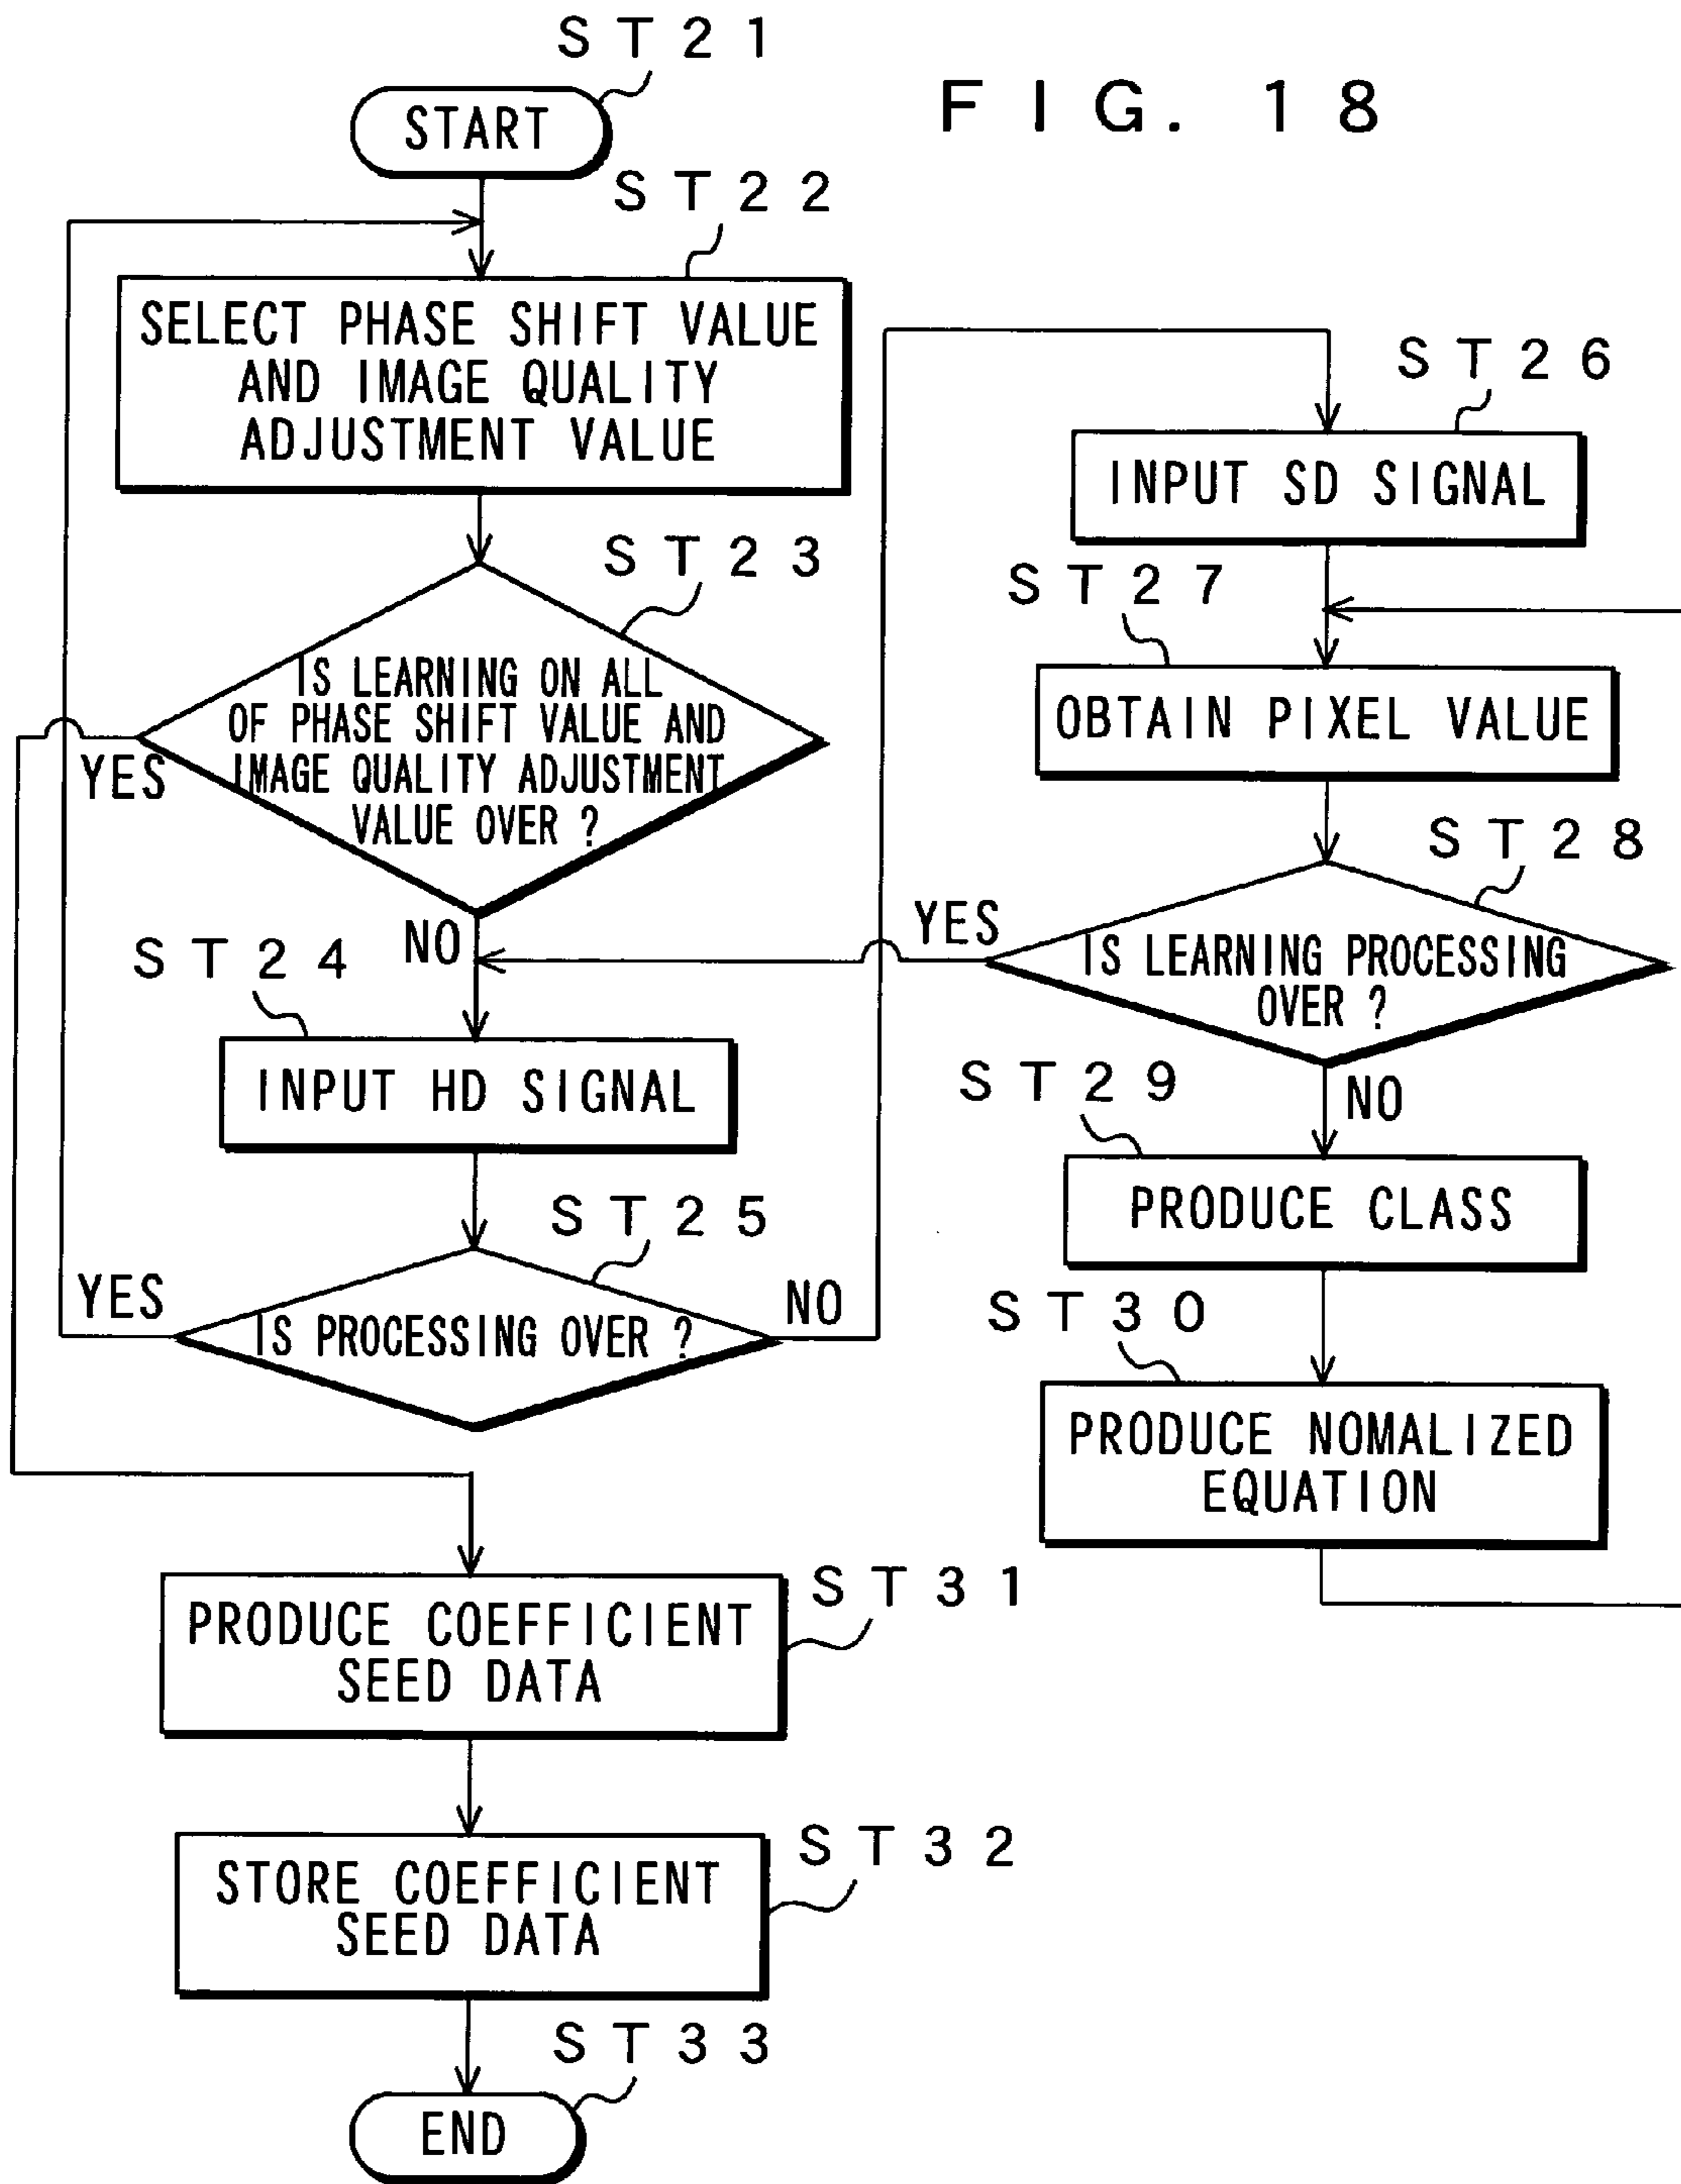 FIG. 18
ST21
START
ST22
SELECT PHASE SHIFT VALUE
AND IMAGE QUALITY
ADJUSTMENT VALUE
ST23
IS LEARNING ON ALL
OF PHASE SHIFT VALUE AND
IMAGE QUALITY ADJUSTMENT
VALUE OVER ?
YES
NO
ST24
INPUT HD SIGNAL
ST25
IS PROCESSING OVER ?
YES
NO
ST26
INPUT SD SIGNAL
ST27
OBTAIN PIXEL VALUE
ST28
IS LEARNING PROCESSING
OVER ?
YES
NO
ST29
PRODUCE CLASS
ST30
PRODUCE NOMALIZED
EQUATION
ST31
PRODUCE COEFFICIENT
SEED DATA
ST32
STORE COEFFICIENT
SEED DATA
ST33
END